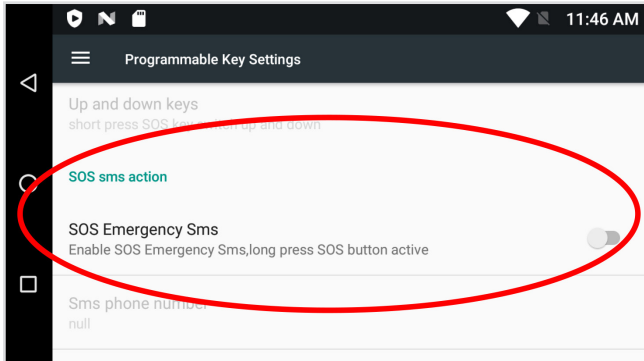 11:46 AM
Programmable Key Settings
Up and down keys
short press SOS key switch up and down
SOS sms action
SOS Emergency Sms
Enable SOS Emergency Sms,long press SOS button active
Sms phone number
null